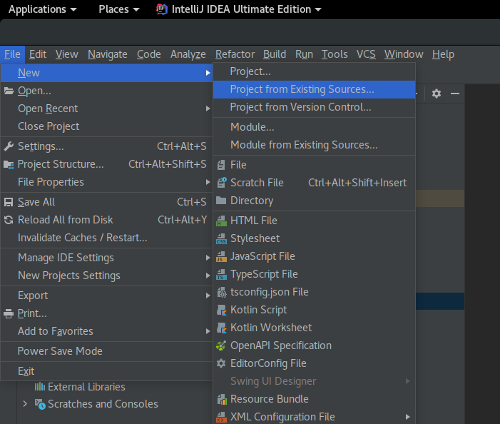 Applications Places IntelliJ IDEA Ultimate Edition
File Edit View Navigate Code Analyze Refactor Build Run Tools VCS Window Help
New
Open...
Open Recent
Close Project
Settings... Ctrl+Alt+S
Project Structure... Ctrl+Alt+Shift+S
File Properties
Save All Ctrl+S
Reload All from Disk Ctrl+Alt+Y
Invalidate Caches / Restart...
Manage IDE Settings
New Projects Settings
Export
Print...
Add to Favorites
Power Save Mode
Exit
External Libraries
Scratches and Consoles
Project...
Project from Existing Sources...
Project from Version Control...
Module...
Module from Existing Sources...
File
Scratch File Ctrl+Alt+Shift+Insert
Directory
HTML File
Stylesheet
JavaScript File
TypeScript File
tsconfig.json File
Kotlin Script
Kotlin Worksheet
OpenAPI Specification
EditorConfig File
Swing UI Designer
Resource Bundle
XML Configuration File